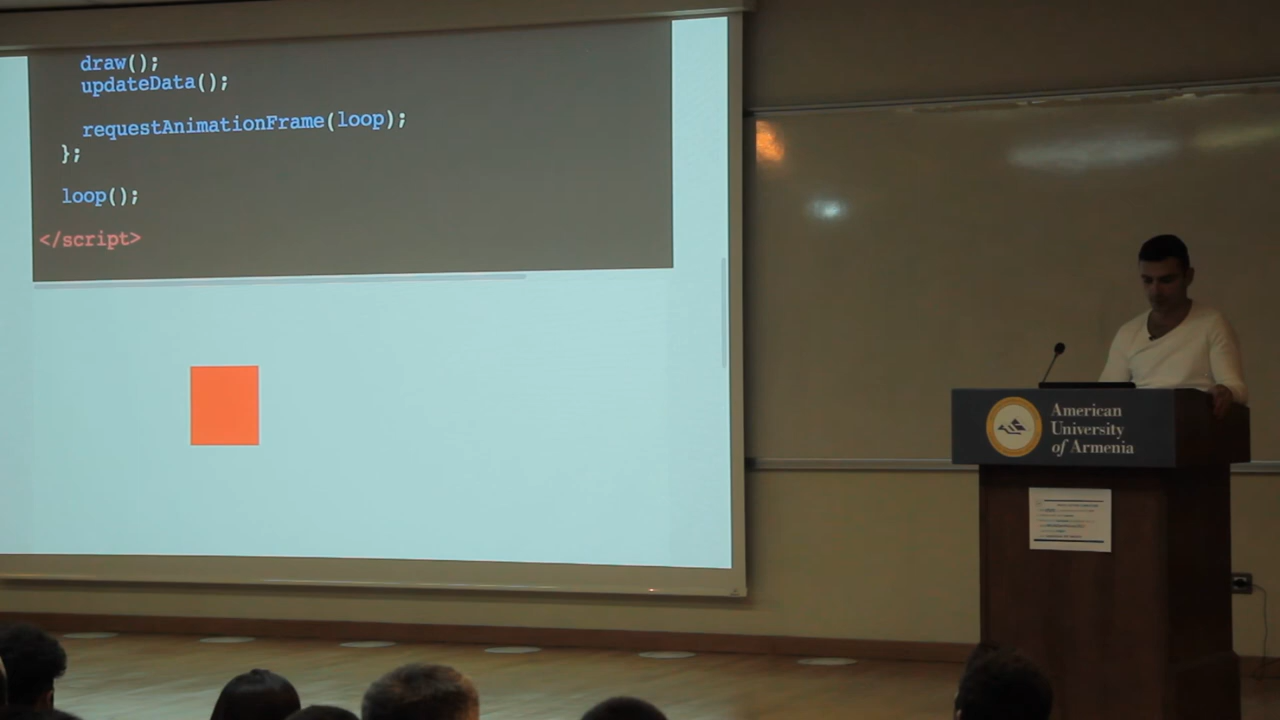 draw();
updateData();
requestAnimationFrame(loop);
};
loop();
</script>
American
University
of Armenia